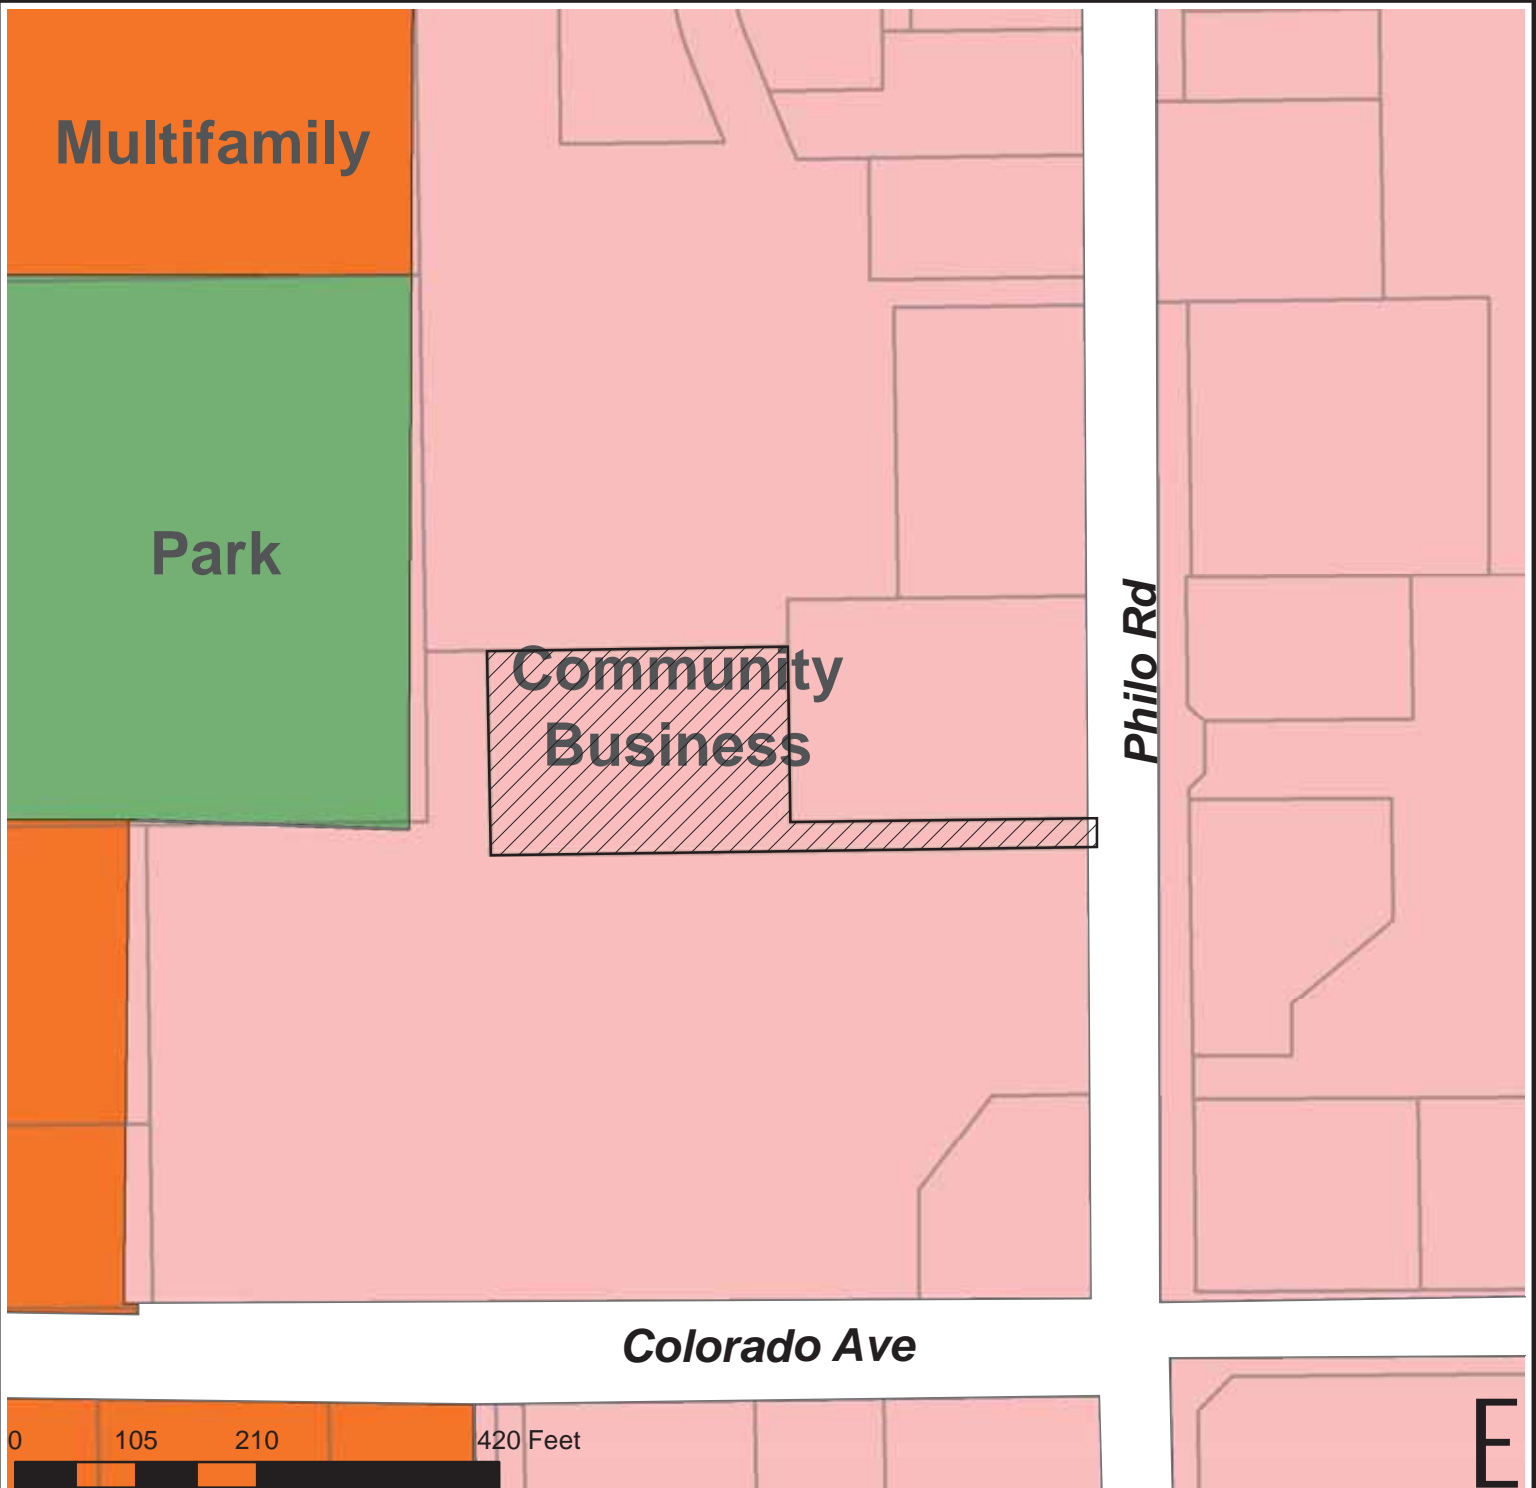 Multifamily
Park
Community
Business
Philo Rd
Colorado Ave
0 105 210 420 Feet
E